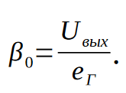 β₀ = U_вых / e_Г.